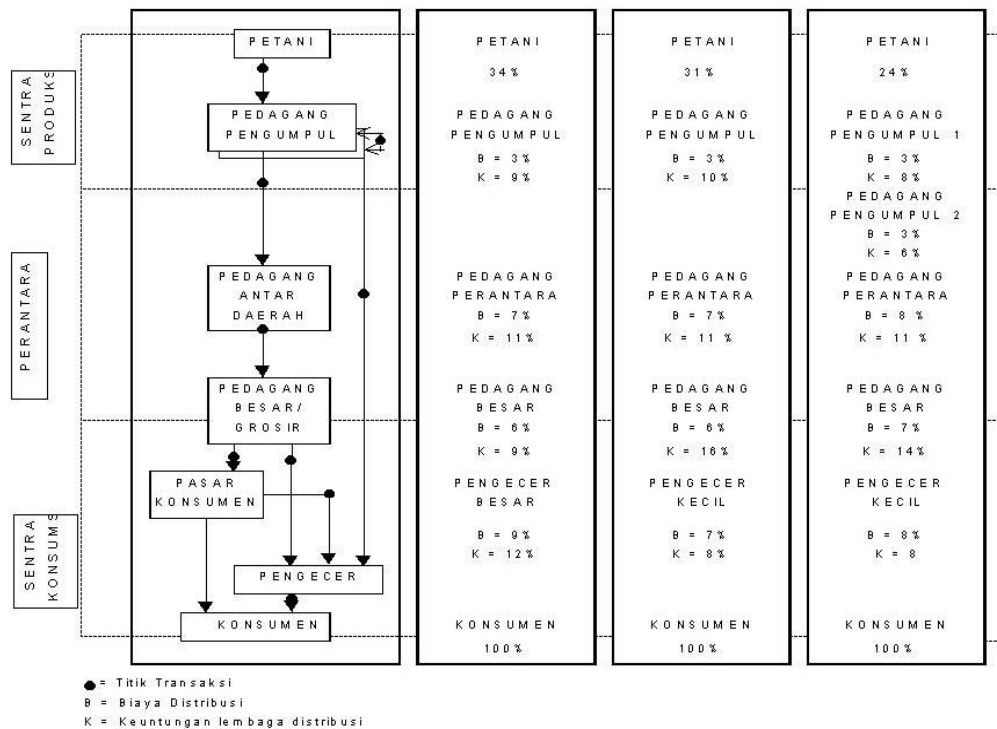 SENTRA
PRODUKS
PERANTARA
SENTRA
KONSUMS
PETANI
PEDAGANG
PENGUMPUL
PEDAGANG
ANTAR
DAERAH
PEDAGANG
BESAR/
GROSIR
PASAR
KONSUMEN
PENGECER
KONSUMEN
PETANI
34%
PEDAGANG
PENGUMPUL
B = 3%
K = 9%
PEDAGANG
PERANTARA
B = 7%
K = 11%
PEDAGANG
BESAR
B = 6%
K = 9%
PENGECER
BESAR
B = 9%
K = 12%
KONSUMEN
100%
PETANI
31%
PEDAGANG
PENGUMPUL
B = 3%
K = 10%
PEDAGANG
PERANTARA
B = 7%
K = 11%
PEDAGANG
BESAR
B = 6%
K = 16%
PENGECER
KECIL
B = 7%
K = 8%
KONSUMEN
100%
PETANI
24%
PEDAGANG
PENGUMPUL 1
B = 3%
K = 8%
PEDAGANG
PENGUMPUL 2
B = 3%
K = 6%
PEDAGANG
PERANTARA
B = 8%
K = 11%
PEDAGANG
BESAR
B = 7%
K = 14%
PENGECER
KECIL
B = 8%
K = 8
KONSUMEN
100%
= Titik Transaksi
B = Biaya Distribusi
K = Keuntungan lembaga distribusi